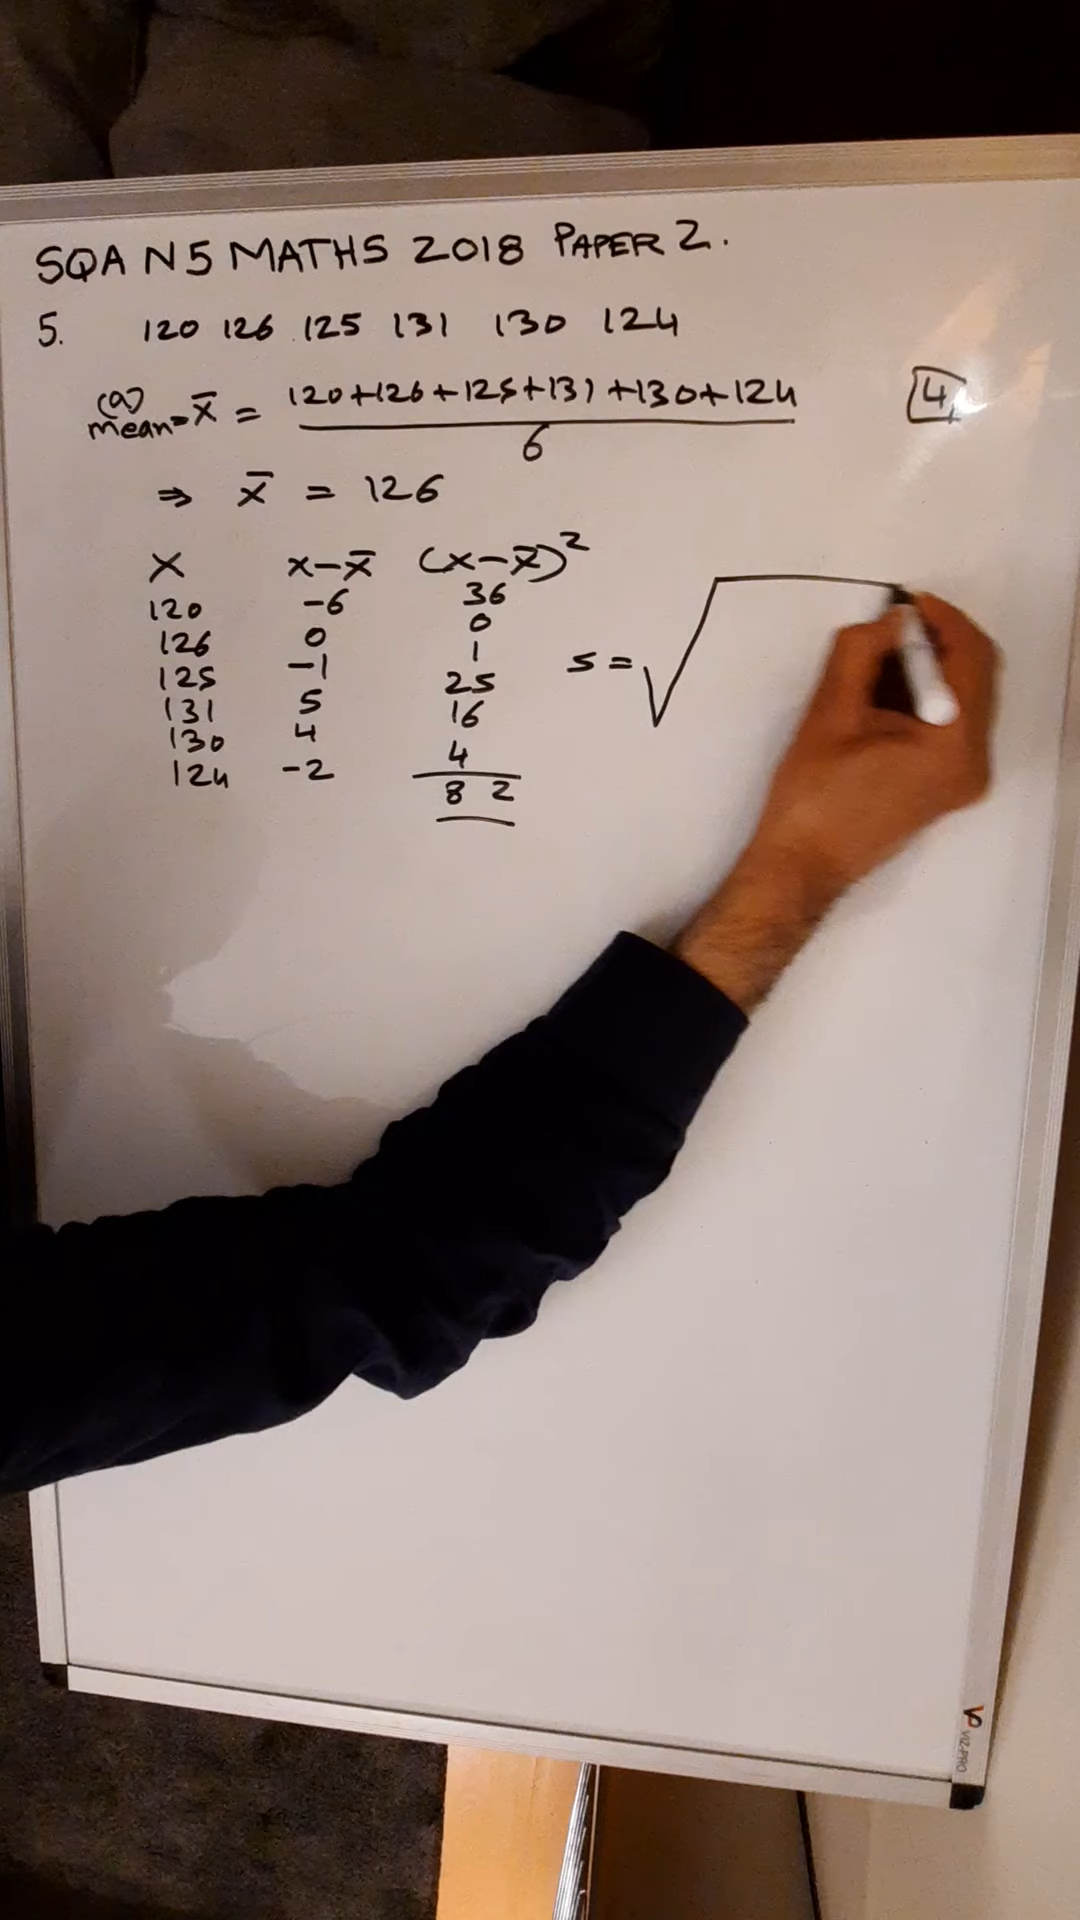 SQA N5 MATHS 2018 PAPER 2.
5. 120 126 125 131 130 124
(a) mean = x̄ = 120+126+125+131+130+124 / 6
4
⇒ x̄ = 126
x x-x̄ (x-x̄)²
120 -6 36
126 0 0
125 -1 1
131 5 25
130 4 16
124 -2 4
82
s = √
VIZ-PRO